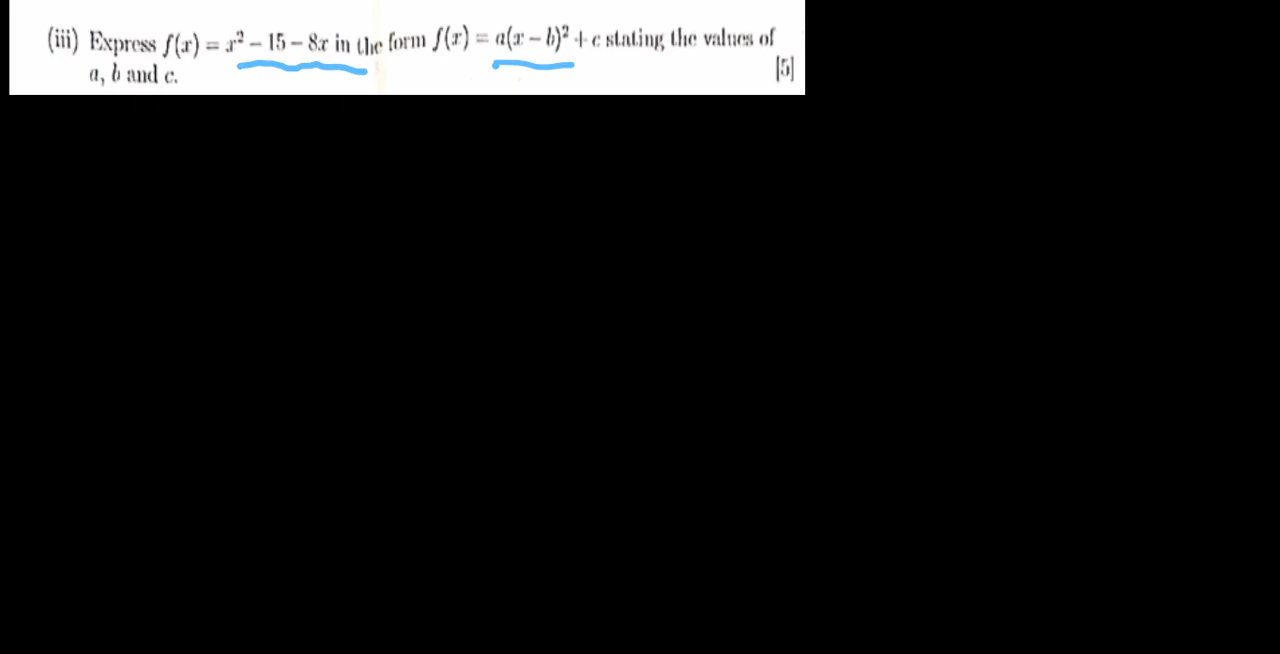 (iii) Express f(x) = x² − 15 − 8x in the form f(x) = a(x − b)² + c stating the values of
a, b and c.
[5]